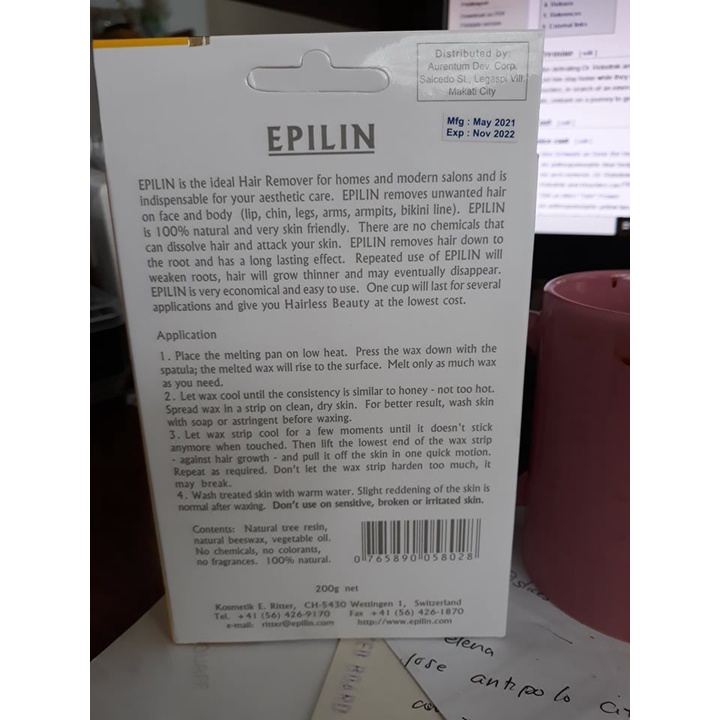 Distributed by:
Aurentum Dev. Corp.
Salcedo St., Legaspi Vill.
Makati City
Mfg : May 2021
Exp : Nov 2022
EPILIN
EPILIN is the ideal Hair Remover for homes and modern salons and is
indispensable for your aesthetic care. EPILIN removes unwanted hair
on face and body (lip, chin, legs, arms, armpits, bikini line). EPILIN
is 100% natural and very skin friendly. There are no chemicals that
can dissolve hair and attack your skin. EPILIN removes hair down to
the root and has a long lasting effect. Repeated use of EPILIN will
weaken roots, hair will grow thinner and may eventually disappear.
EPILIN is very economical and easy to use. One cup will last for several
applications and give you Hairless Beauty at the lowest cost.
Application
1. Place the melting pan on low heat. Press the wax down with the
spatula; the melted wax will rise to the surface. Melt only as much wax
as you need.
2. Let wax cool until the consistency is similar to honey - not too hot.
Spread wax in a strip on clean, dry skin. For better result, wash skin
with soap or astringent before waxing.
3. Let wax strip cool for a few moments until it doesn't stick
anymore when touched. Then lift the lowest end of the wax strip
- against hair growth - and pull it off the skin in one quick motion.
Repeat as required. Don't let the wax strip harden too much, it
may break.
4. Wash treated skin with warm water. Slight reddening of the skin is
normal after waxing. Don't use on sensitive, broken or irritated skin.
Contents: Natural tree resin,
natural beeswax, vegetable oil.
No chemicals, no colorants,
no fragrances. 100% natural.
0 765890 058028
200g net
Kosmetik E. Ritter, CH-5430 Wettingen 1, Switzerland
Tel. +41 (56) 426-9170 Fax +41 (56) 426-1870
e-mail: ritter@epilin.com http://www.epilin.com
elena
Jose antipolo ci
BOARD